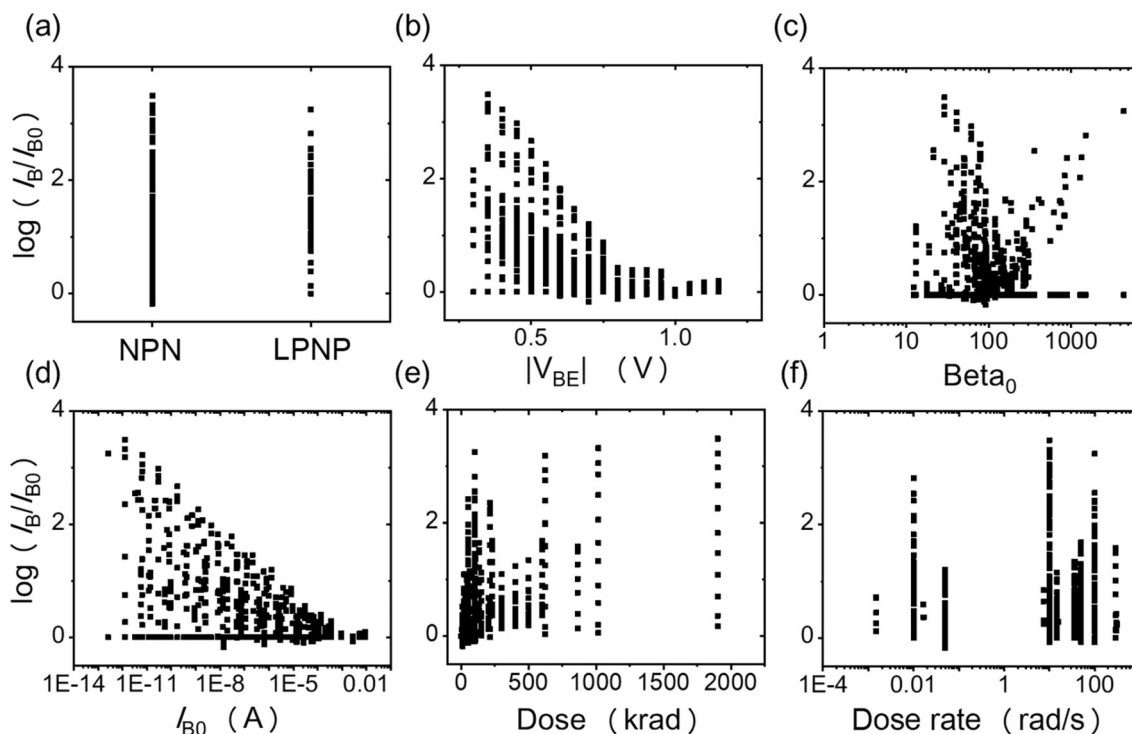 (a)
4
2
0
log（I_B/I_B0）
NPN LPNP
(b)
4
2
0
0.5 1.0
|V_BE| （V）
(c)
4
2
0
1 10 100 1000
Beta_0
(d)
4
2
0
log（I_B/I_B0）
1E-14 1E-11 1E-8 1E-5 0.01
I_B0 （A）
(e)
4
2
0
0 500 1000 1500 2000
Dose （krad）
(f)
4
2
0
1E-4 0.01 1 100
Dose rate （rad/s）